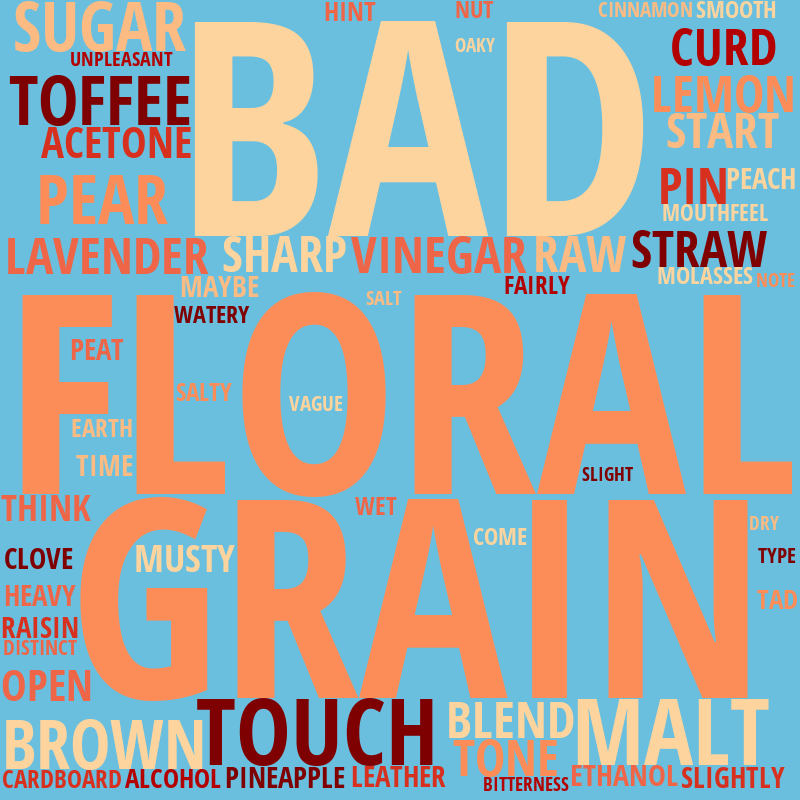 SUGAR
HINT
NUT
CINNAMON
SMOOTH
BAD
OAKY
UNPLEASANT
CURD
TOFFEE
LEMON
ACETONE
START
PEAR
PIN
PEACH
MOUTHFEEL
LAVENDER
SHARP
VINEGAR
RAW
STRAW
MAYBE
SALT
FAIRLY
MOLASSES
NOTE
WATERY
FLORAL
PEAT
SALTY
VAGUE
EARTH
TIME
SLIGHT
THINK
WET
GRAIN
COME
DRY
CLOVE
MUSTY
TYPE
HEAVY
TAD
RAISIN
DISTINCT
OPEN
BROWN
TOUCH
BLEND
MALT
TONE
CARDBOARD
ALCOHOL
PINEAPPLE
LEATHER
BITTERNESS
ETHANOL
SLIGHTLY